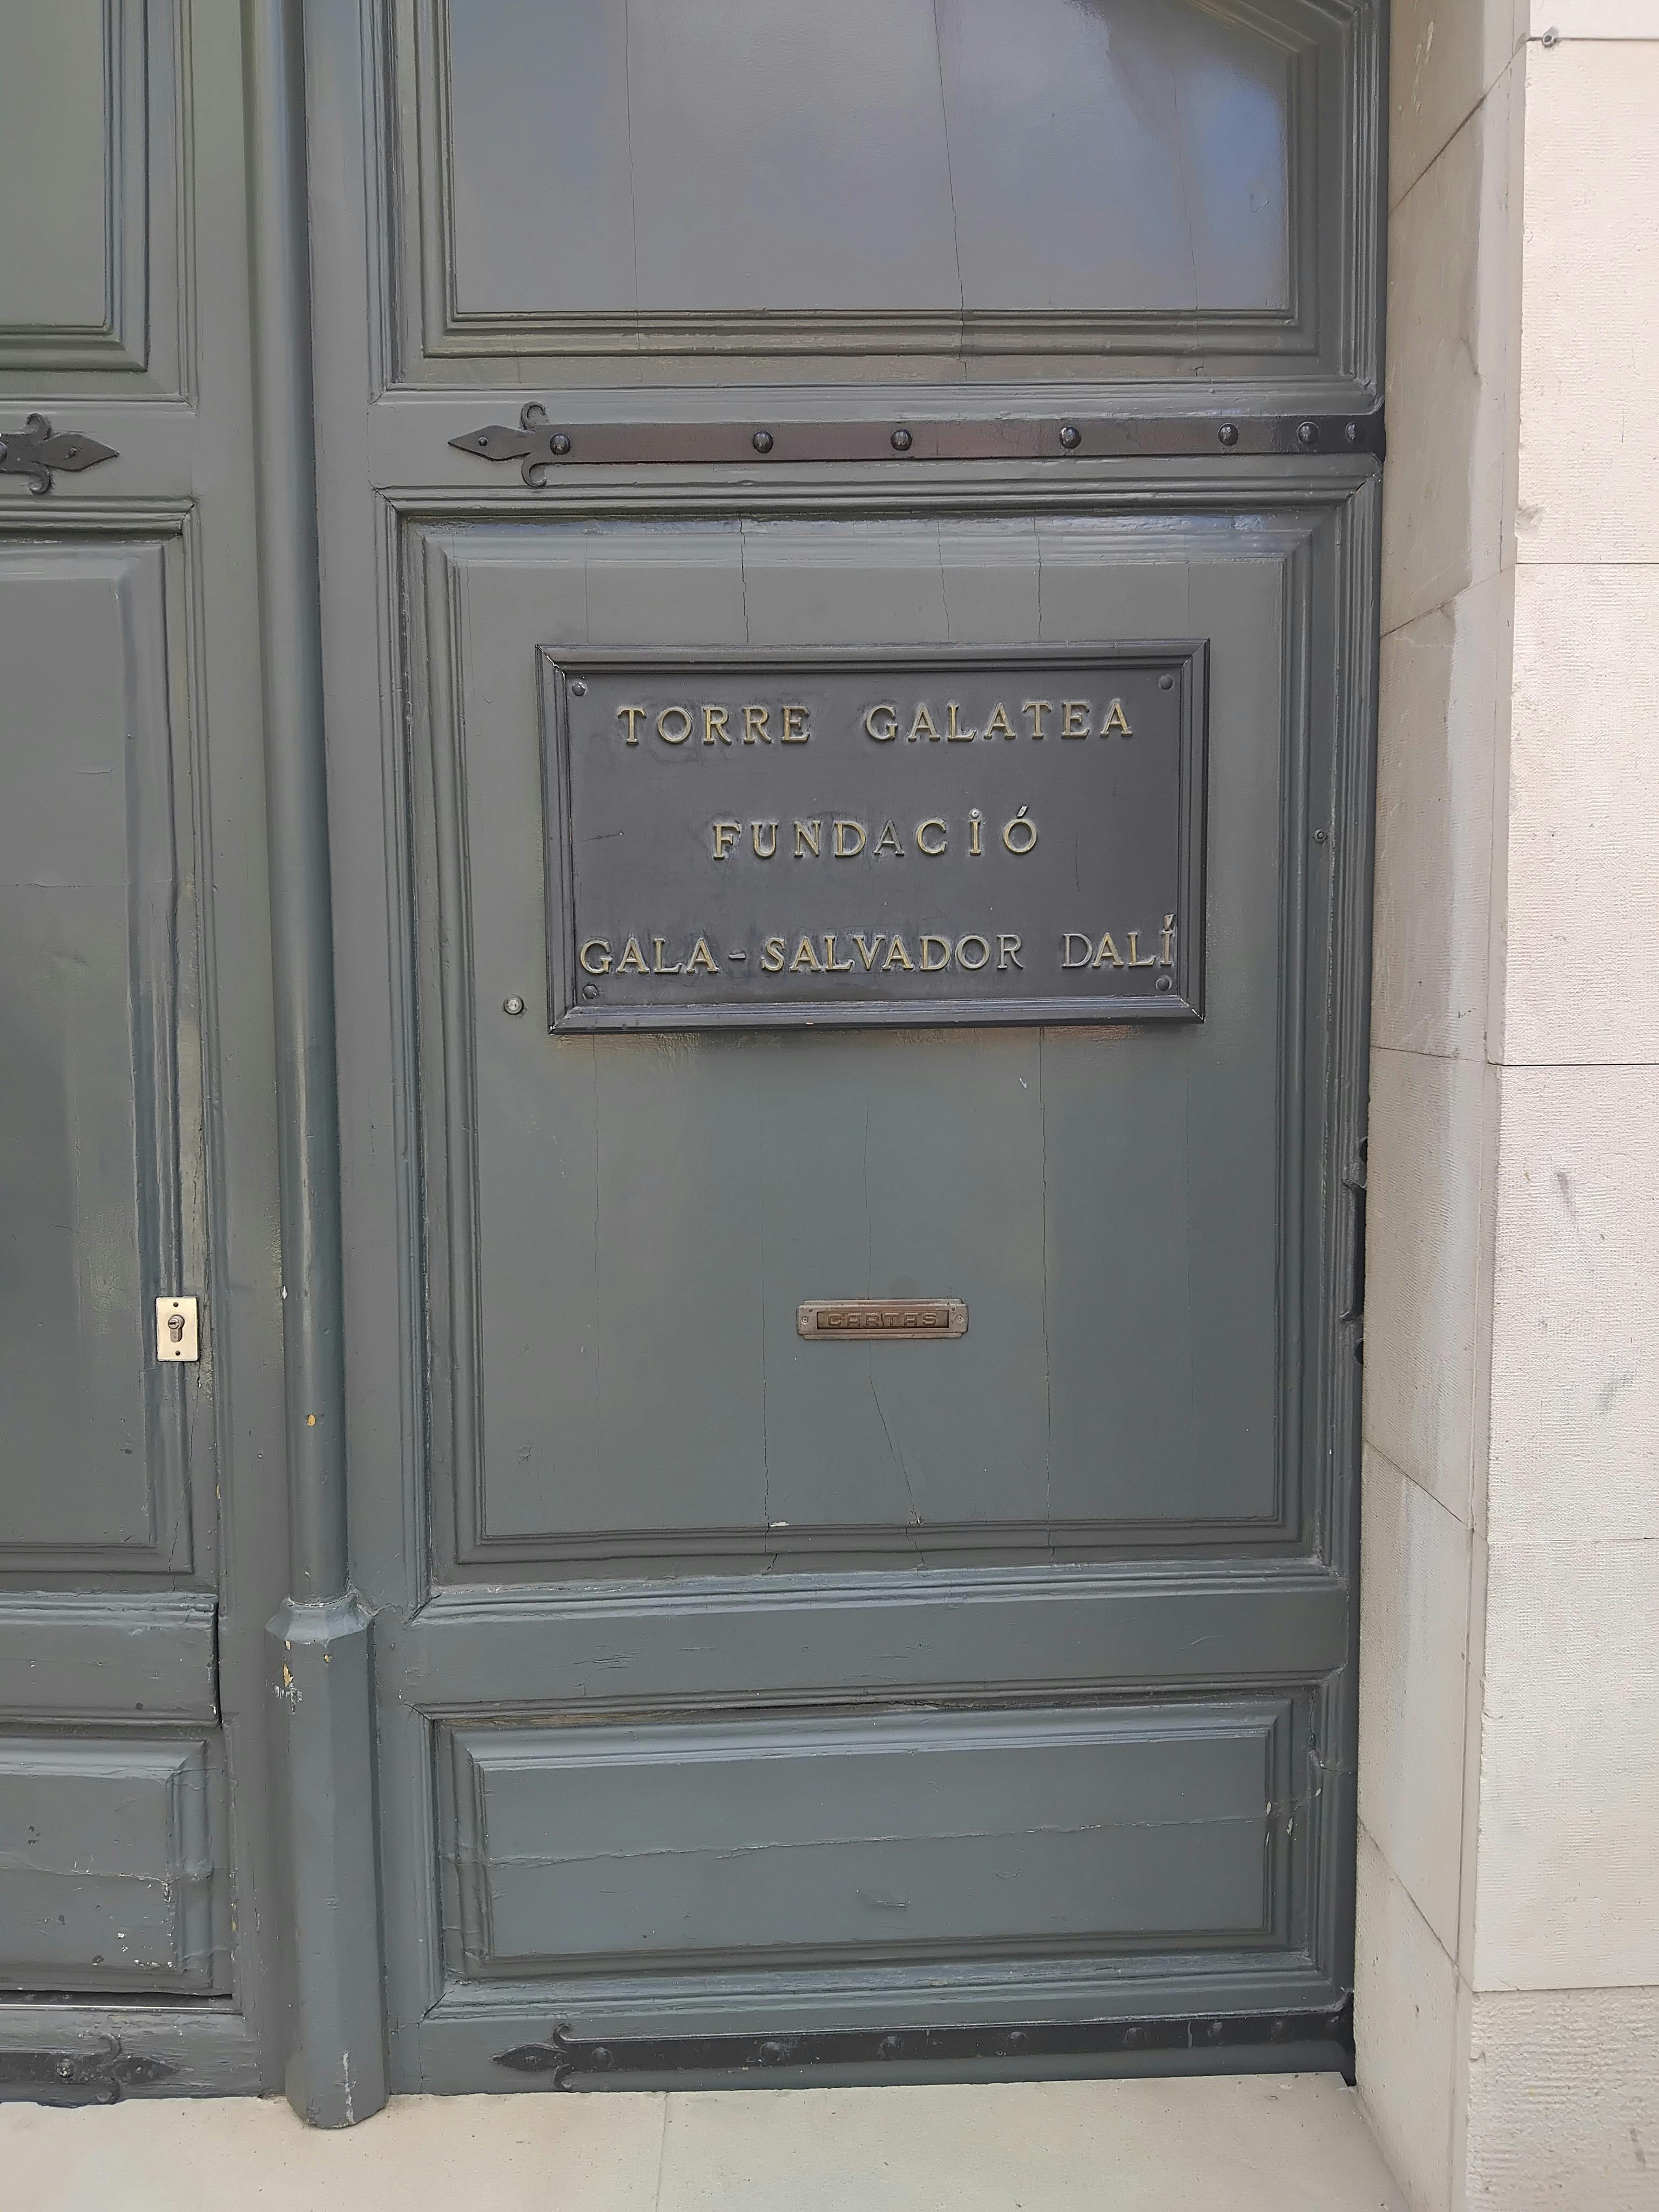 TORRE GALATEA
FUNDACIÓ
GALA-SALVADOR DALÍ
CARTAS